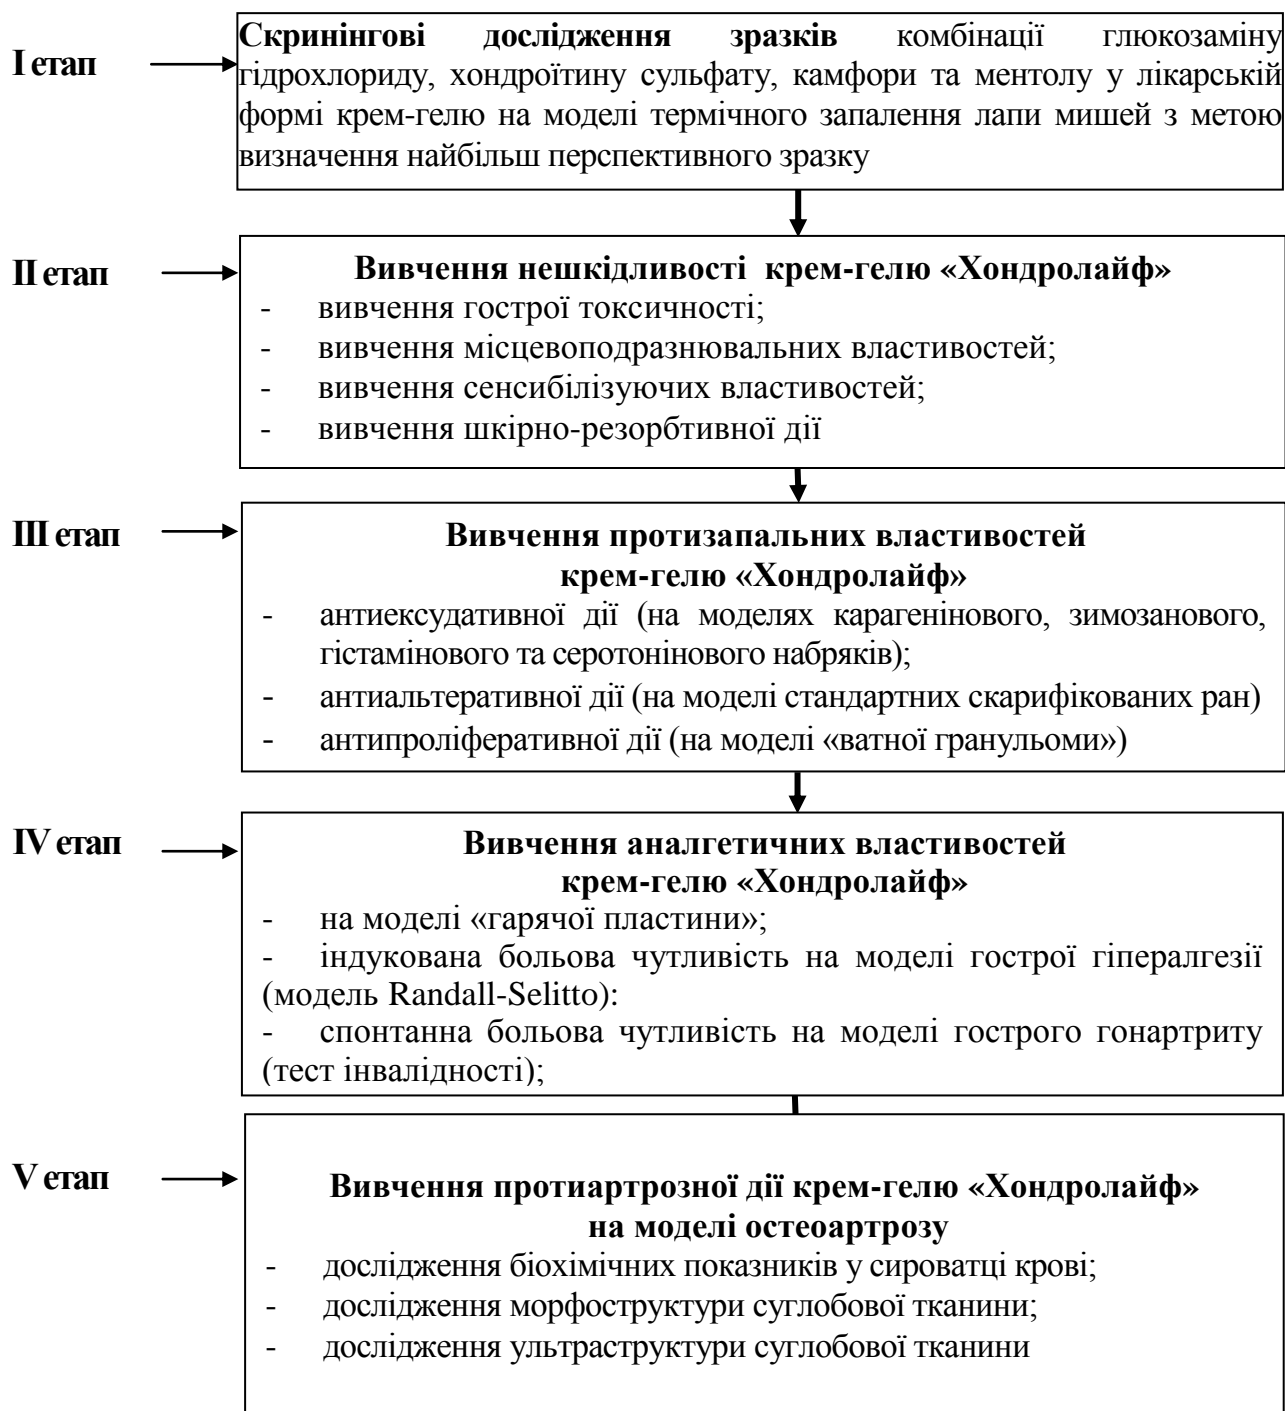 I етап
Скринінгові дослідження зразків комбінації глюкозаміну
гідрохлориду, хондроїтину сульфату, камфори та ментолу у лікарській
формі крем-гелю на моделі термічного запалення лапи мишей з метою
визначення найбільш перспективного зразку
II етап
Вивчення нешкідливості крем-гелю «Хондролайф»
- вивчення гострої токсичності;
- вивчення місцевоподразнювальних властивостей;
- вивчення сенсибілізуючих властивостей;
- вивчення шкірно-резорбтивної дії
III етап
Вивчення протизапальних властивостей
крем-гелю «Хондролайф»
- антиексудативної дії (на моделях карагенінового, зимозанового,
гістамінового та серотонінового набряків);
- антиальтеративної дії (на моделі стандартних скарифікованих ран)
- антипроліферативної дії (на моделі «ватної гранульоми»)
IV етап
Вивчення аналгетичних властивостей
крем-гелю «Хондролайф»
- на моделі «гарячої пластини»;
- індукована больова чутливість на моделі гострої гіпералгезії
(модель Randall-Selitto):
- спонтанна больова чутливість на моделі гострого гонартриту
(тест інвалідності);
V етап
Вивчення протиартрозної дії крем-гелю «Хондролайф»
на моделі остеоартрозу
- дослідження біохімічних показників у сироватці крові;
- дослідження морфоструктури суглобової тканини;
- дослідження ультраструктури суглобової тканини